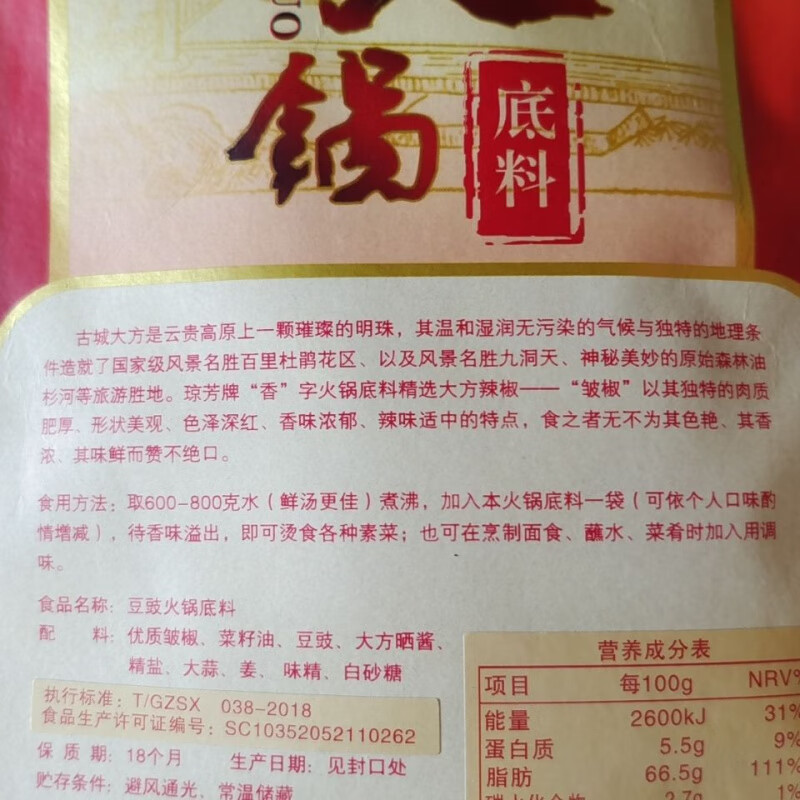 UO
锅
底料
古城大方是云贵高原上一颗璀璨的明珠，其温和湿润无污染的气候与独特的地理条
件造就了国家级风景名胜百里杜鹃花区、以及风景名胜九洞天、神秘美妙的原始森林油
杉河等旅游胜地。琼芳牌“香”字火锅底料精选大方辣椒——“皱椒”以其独特的肉质
肥厚、形状美观、色泽深红、香味浓郁、辣味适中的特点，食之者无不为其色艳、其香
浓、其味鲜而赞不绝口。
食用方法：取600-800克水（鲜汤更佳）煮沸，加入本火锅底料一袋（可依个人口味酌
情增减），待香味溢出，即可烫食各种素菜；也可在烹制面食、蘸水、菜肴时加入用调
味。
食品名称：豆豉火锅底料
配 料：优质皱椒、菜籽油、豆豉、大方晒酱、
精盐、大蒜、姜、味精、白砂糖
执行标准：T/GZSX 038-2018
食品生产许可证编号：SC10352052110262
保 质 期：18个月 生产日期：见封口处
贮存条件：避风通光、常温储藏
营养成分表
项目 每100g NRV%
能量 2600kJ 31%
蛋白质 5.5g 9%
脂肪 66.5g 111%
碳水化合物 2.7g 1%